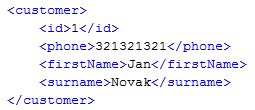 <customer>
    <id>1</id>
    <phone>321321321</phone>
    <firstName>Jan</firstName>
    <surname>Novak</surname>
</customer>